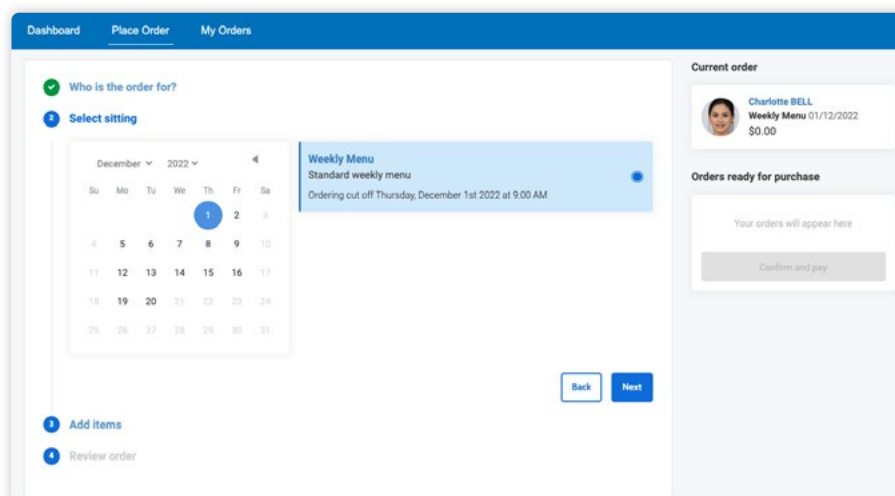 Dashboard Place Order My Orders
Who is the order for?
2 Select sitting
December 2022
Su Mo Tu We Th Fr Sa
1 2 3
4 5 6 7 8 9 10
11 12 13 14 15 16 17
18 19 20 21 22 23 24
25 26 27 28 29 30 31
Weekly Menu
Standard weekly menu
Ordering cut off Thursday, December 1st 2022 at 9:00 AM
Back Next
3 Add items
4 Review order
Current order
Charlotte BELL
Weekly Menu 01/12/2022
$0.00
Orders ready for purchase
Your orders will appear here
Confirm and pay